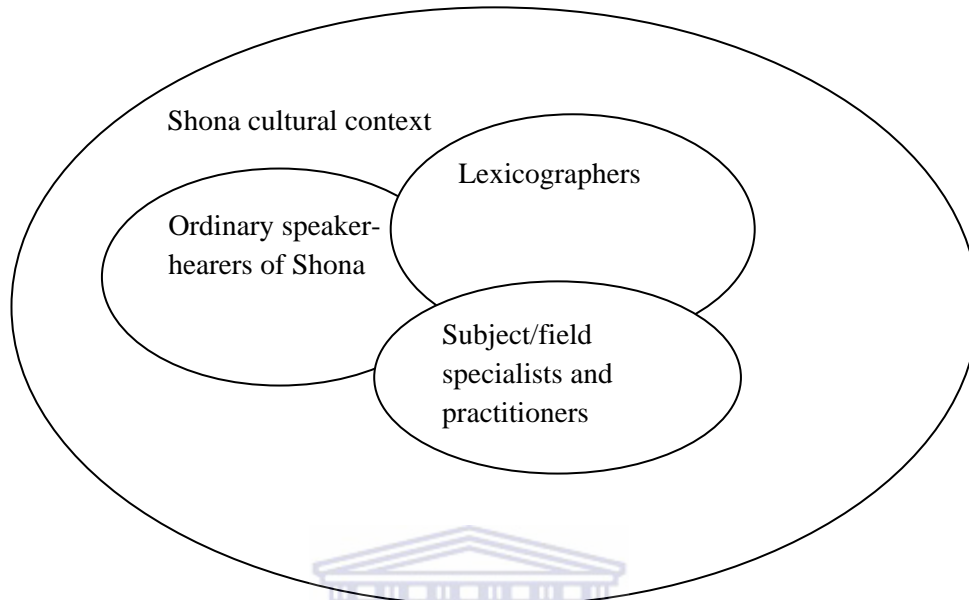 Shona cultural context
Lexicographers
Ordinary speaker-
hearers of Shona
Subject/field
specialists and
practitioners